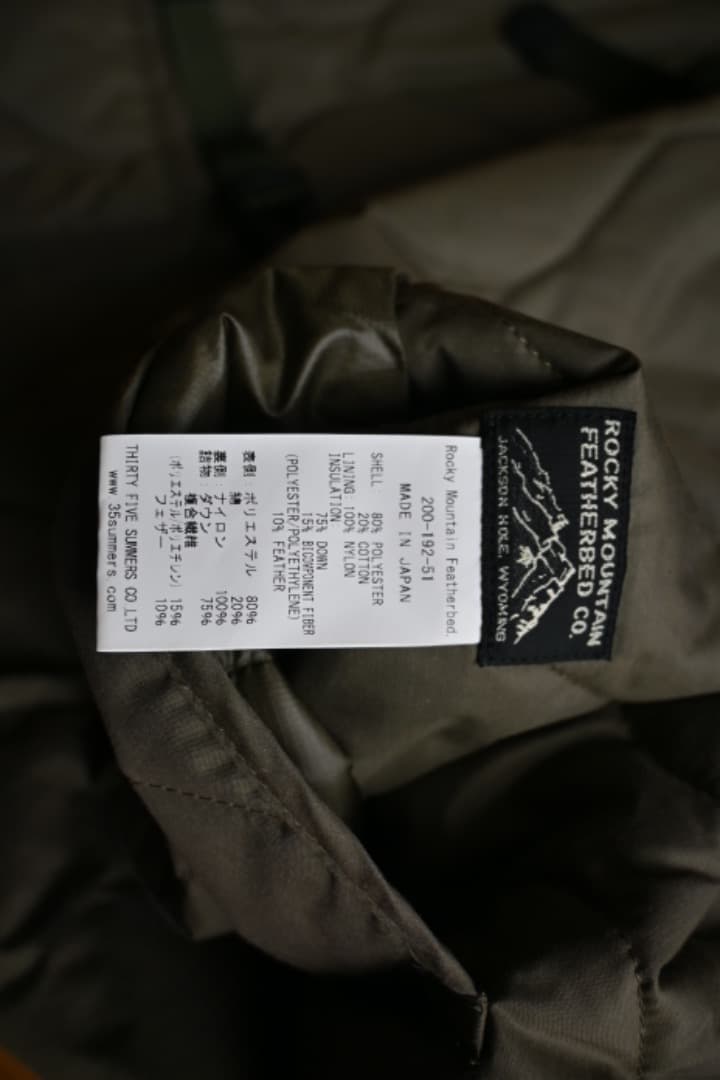 ROCKY MOUNTAIN
FEATHERBED CO.
JACKSON HOLE, WYOMING
Rocky Mountain Featherbed.
200-192-51
MADE IN JAPAN
SHELL: 80% POLYESTER
20% COTTON
LINING: 100% NYLON
INSULATION:
75% DOWN
15% BICOMPONENT FIBER
(POLYESTER/POLYETHYLENE)
10% FEATHER
表側: ポリエステル 80%
綿 20%
裏側: ナイロン 100%
詰物: ダウン 75%
複合繊維
(ポリエステル/ポリエチレン) 15%
フェザー 10%
THIRTY FIVE SUMMERS CO.LTD
www.35summers.com